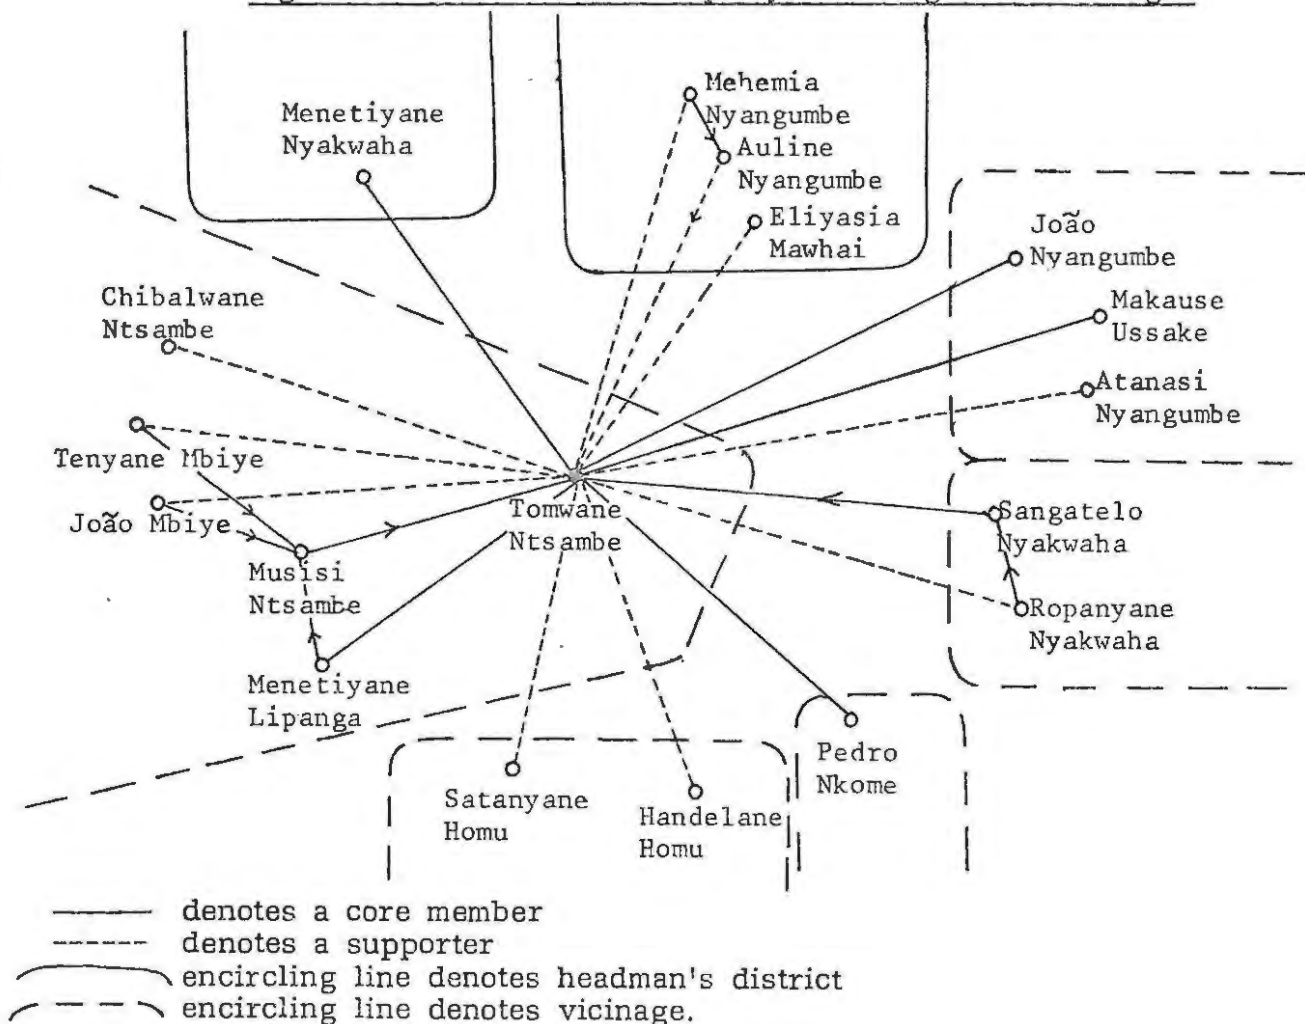 Menetiyane
Nyakwaha
Mehemia
Nyangumbe
Auline
Nyangumbe
Eliyasia
Mawhai
João
Nyangumbe
Makause
Ussake
Atanasi
Nyangumbe
Chibalwane
Ntsambe
Tenyane Mbiye
João Mbiye
Musisi
Ntsambe
Menetiyane
Lipanga
Tomwane
Ntsambe
Sangatelo
Nyakwaha
Ropanyane
Nyakwaha
Satanyane
Homu
Handelane
Homu
Pedro
Nkome
denotes a core member
denotes a supporter
encircling line denotes headman's district
encircling line denotes vicinage.